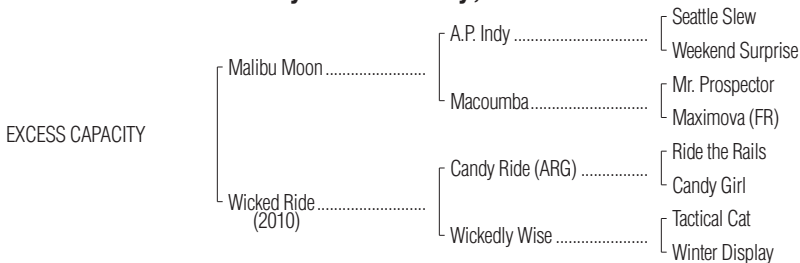 Seattle Slew
A.P. Indy ................................
Weekend Surprise
Malibu Moon ........................
Mr. Prospector
Macoumba ............................
Maximova (FR)
EXCESS CAPACITY
Ride the Rails
Candy Ride (ARG) ................
Candy Girl
Wicked Ride ..........................
(2010)
Tactical Cat
Wickedly Wise ......................
Winter Display